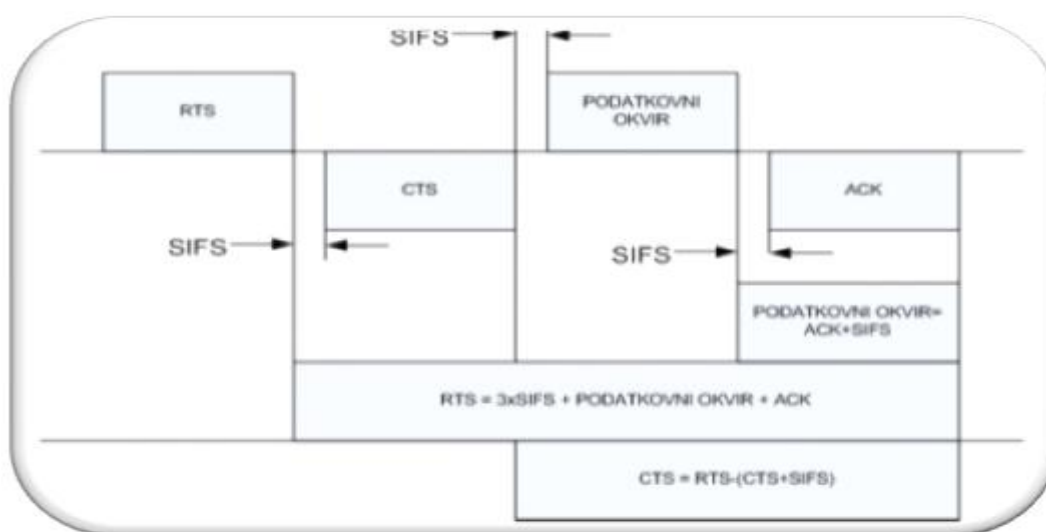 SIFS
RTS
PODATKOVNI
OKVIR
CTS
ACK
SIFS
SIFS
PODATKOVNI OKVIR=
ACK+SIFS
RTS = 3xSIFS + PODATKOVNI OKVIR + ACK
CTS = RTS-(CTS+SIFS)